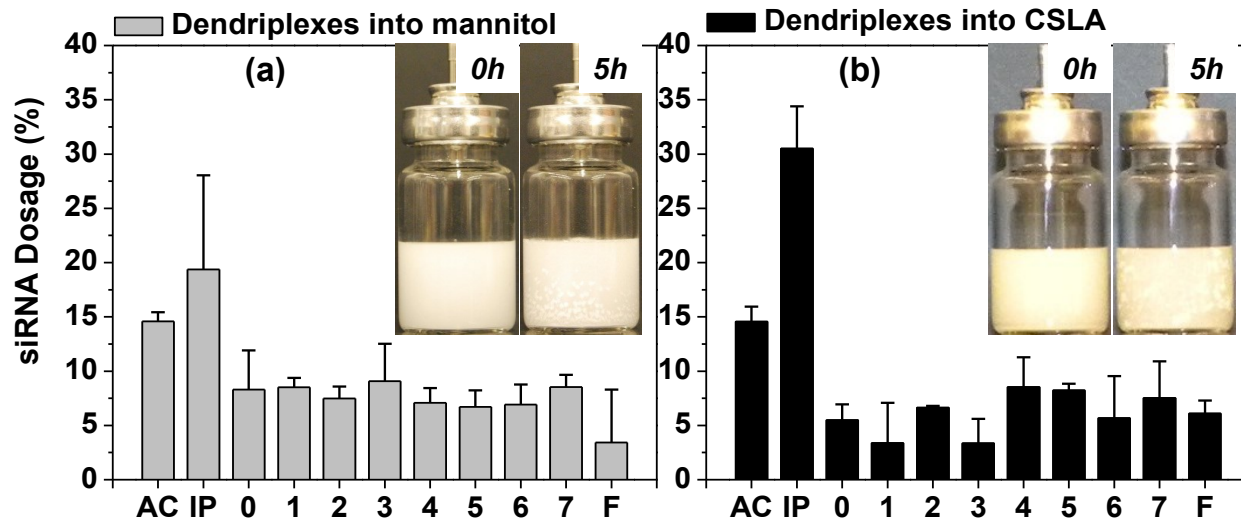 Dendriplexes into mannitol
Dendriplexes into CSLA
siRNA Dosage (%)
40
35
30
25
20
15
10
5
0
(a)
0h
5h
AC IP 0 1 2 3 4 5 6 7 F
40
35
30
25
20
15
10
5
0
(b)
0h
5h
AC IP 0 1 2 3 4 5 6 7 F